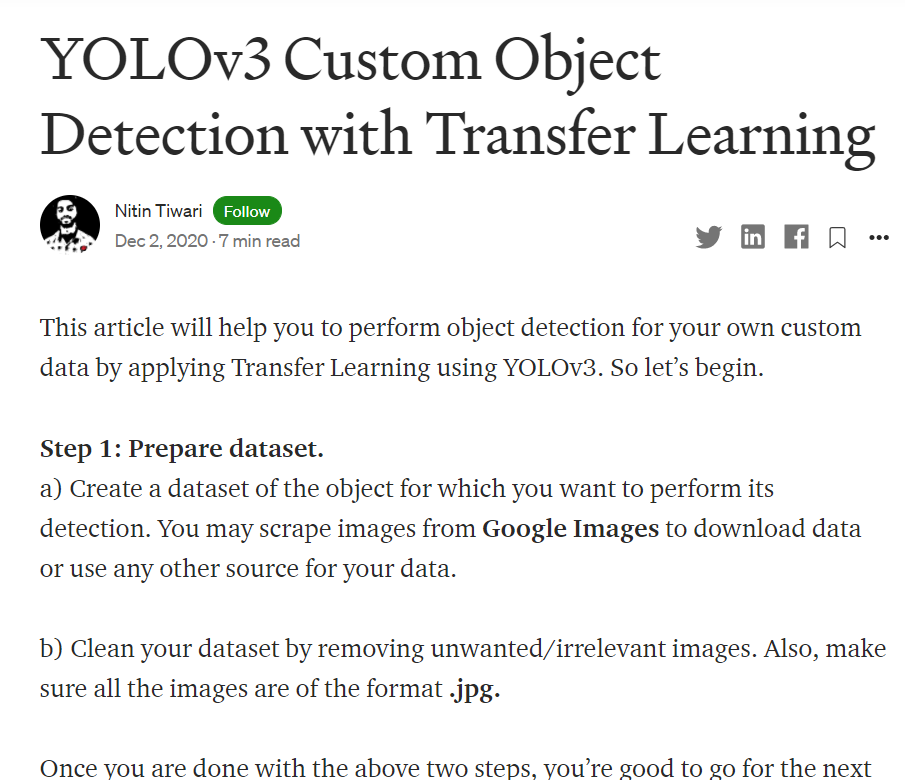 YOLOv3 Custom Object
Detection with Transfer Learning
Nitin Tiwari Follow
Dec 2, 2020 · 7 min read
This article will help you to perform object detection for your own custom
data by applying Transfer Learning using YOLOv3. So let’s begin.
Step 1: Prepare dataset.
a) Create a dataset of the object for which you want to perform its
detection. You may scrape images from Google Images to download data
or use any other source for your data.
b) Clean your dataset by removing unwanted/irrelevant images. Also, make
sure all the images are of the format .jpg.
Once you are done with the above two steps, you’re good to go for the next